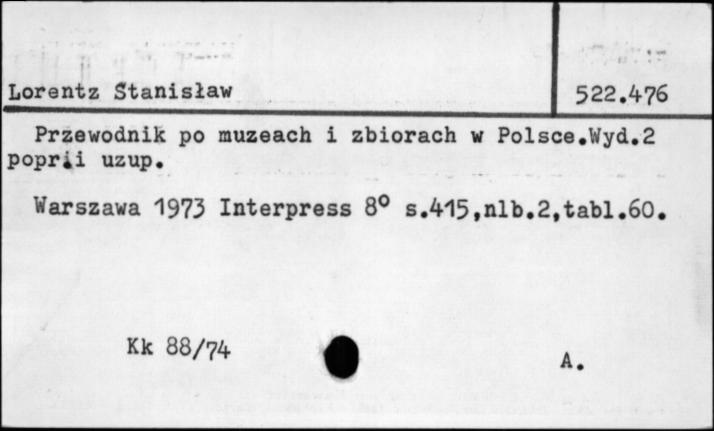 Lorentz Stanisław
522.476
Przewodnik po muzeach i zbiorach w Polsce.Wyd.2
popr.i uzup.
Warszawa 1973 Interpress 8° s.415,nlb.2,tabl.60.
Kk 88/74
A.